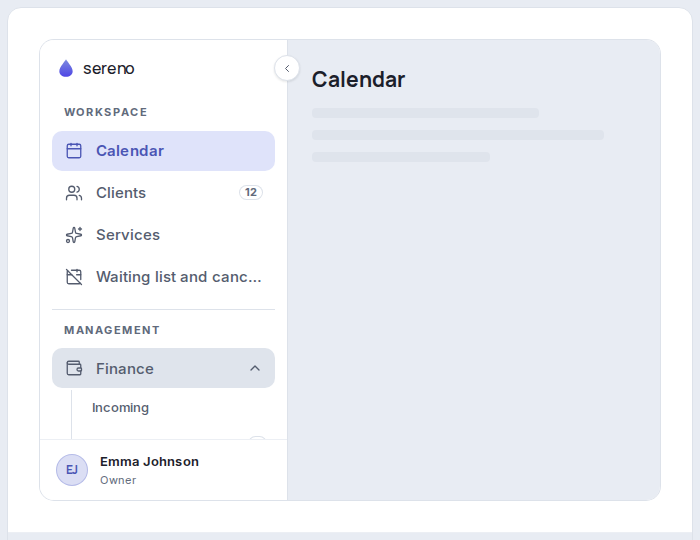 sereno
WORKSPACE
Calendar
Clients 12
Services
Waiting list and canc...
MANAGEMENT
Finance
Incoming
EJ
Emma Johnson
Owner
Calendar